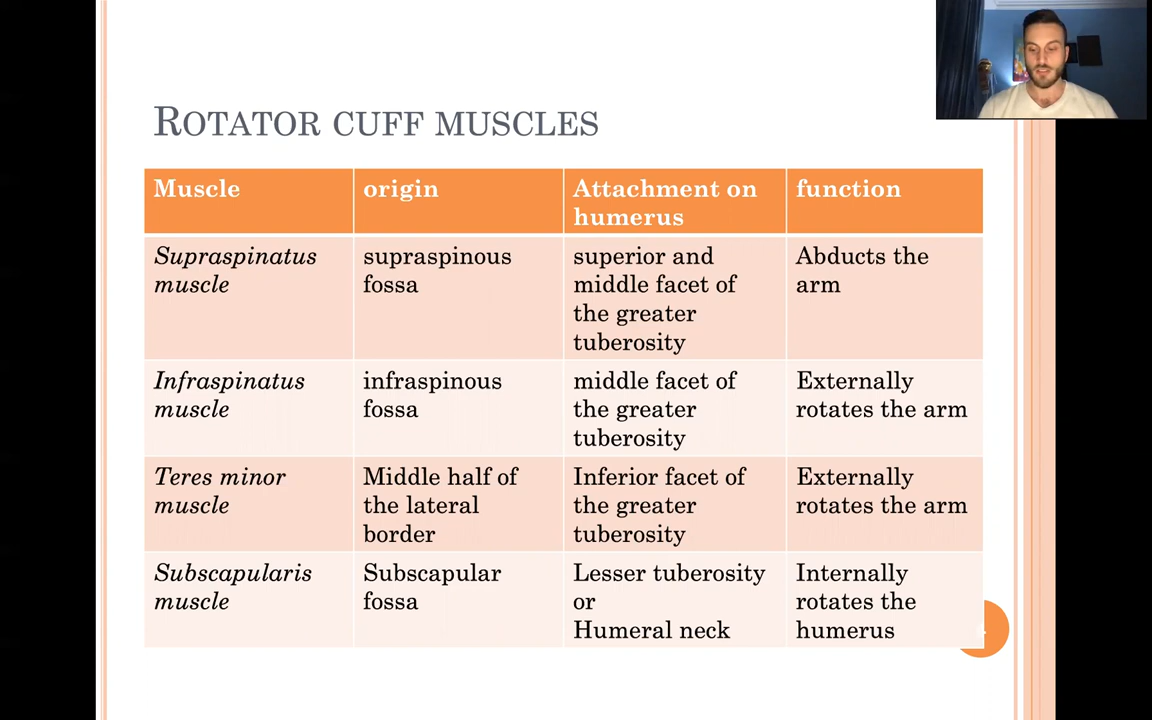 ROTATOR CUFF MUSCLES
Muscle
origin
Attachment on
humerus
function
Supraspinatus
muscle
supraspinous
fossa
superior and
middle facet of
the greater
tuberosity
Abducts the
arm
Infraspinatus
muscle
infraspinous
fossa
middle facet of
the greater
tuberosity
Externally
rotates the arm
Teres minor
muscle
Middle half of
the lateral
border
Inferior facet of
the greater
tuberosity
Externally
rotates the arm
Subscapularis
muscle
Subscapular
fossa
Lesser tuberosity
or
Humeral neck
Internally
rotates the
humerus